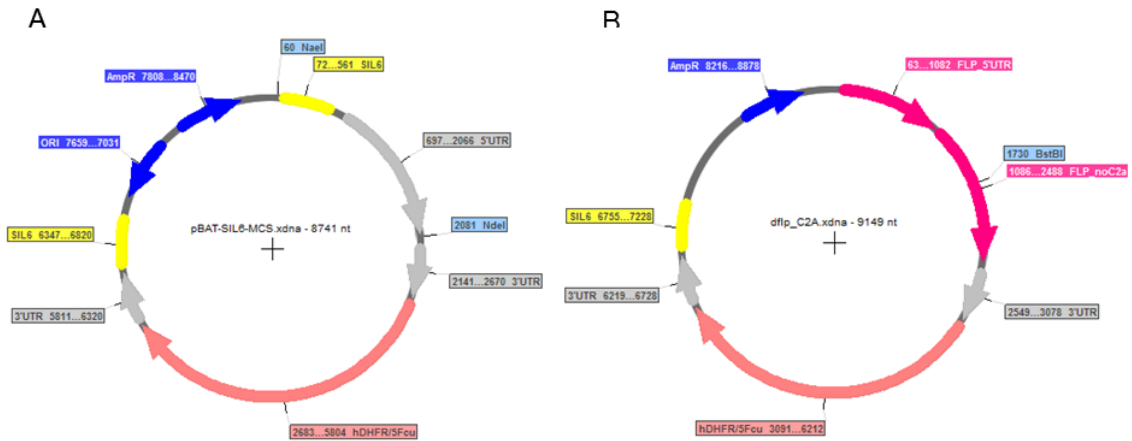 A
60 NaeI
72...561 SIL6
AmpR 7808...8470
ORI 7659...7031
697...2066 5'UTR
SIL6 6347...6820
pBAT-SIL6-MCS.xdna - 8741 nt
2081 NdeI
2141...2670 3'UTR
3'UTR 5811...6320
2683...5804 hDHFR/5Fcu
B
AmpR 8216...8878
63...1082 FLP_5'UTR
1730 BstBI
1086...2488 FLP_noC2a
SIL6 6755...7228
dflp_C2A.xdna - 9149 nt
3'UTR 6219...6728
2549...3078 3'UTR
hDHFR/5Fcu 3091...6212